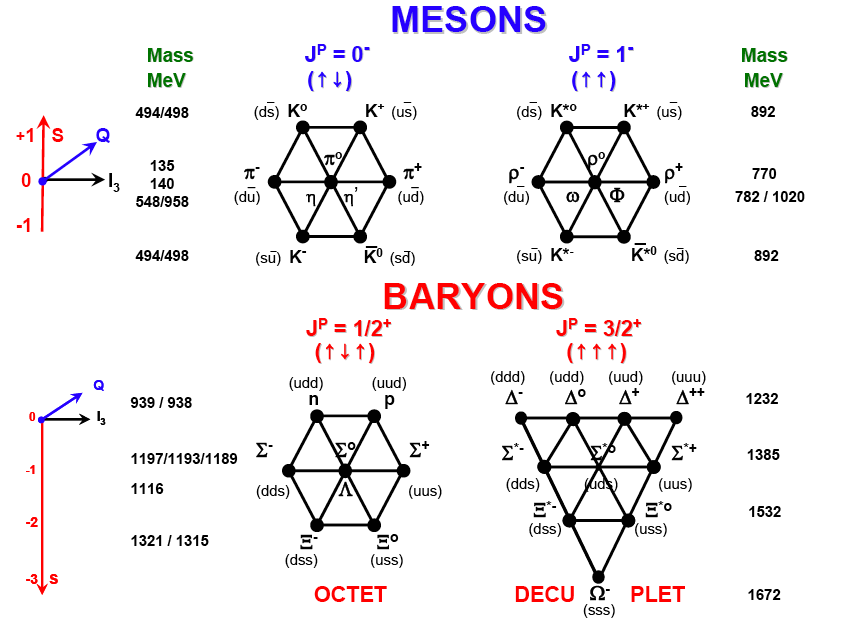 MESONS
Mass
MeV
J^P = 0^-
(↑↓)
J^P = 1^-
(↑↑)
Mass
MeV
494/498
(ds̄) K^o
K^+ (us̄)
(ds̄) K*^o
K*^+ (us̄)
892
+1 S Q
0 I₃
-1
135
140
548/958
π^-
(dū)
π^o
η η'
π^+
(ud̄)
ρ^-
(dū)
ρ^o
ω Φ
ρ^+
(ud̄)
770
782 / 1020
494/498
(sū) K^-
K̄^0 (sd̄)
(sū) K*^-
K̄*^0 (sd̄)
892
BARYONS
J^P = 1/2^+
(↑↓↑)
J^P = 3/2^+
(↑↑↑)
Q
0 I₃
-1
-2
-3 S
939 / 938
(udd)
n
(uud)
p
(ddd)
Δ^-
(udd)
Δ^o
(uud)
Δ^+
(uuu)
Δ^++
1232
1197/1193/1189
1116
Σ^-
(dds)
Σ^o
Λ
Σ^+
(uus)
Σ*^-
(dds)
Σ*^o
(uds)
Σ*^+
(uus)
1385
1321 / 1315
Ξ^-
(dss)
Ξ^o
(uss)
Ξ*^-
(dss)
Ξ*^o
(uss)
1532
OCTET
DECU Ω^- PLET
(sss)
1672